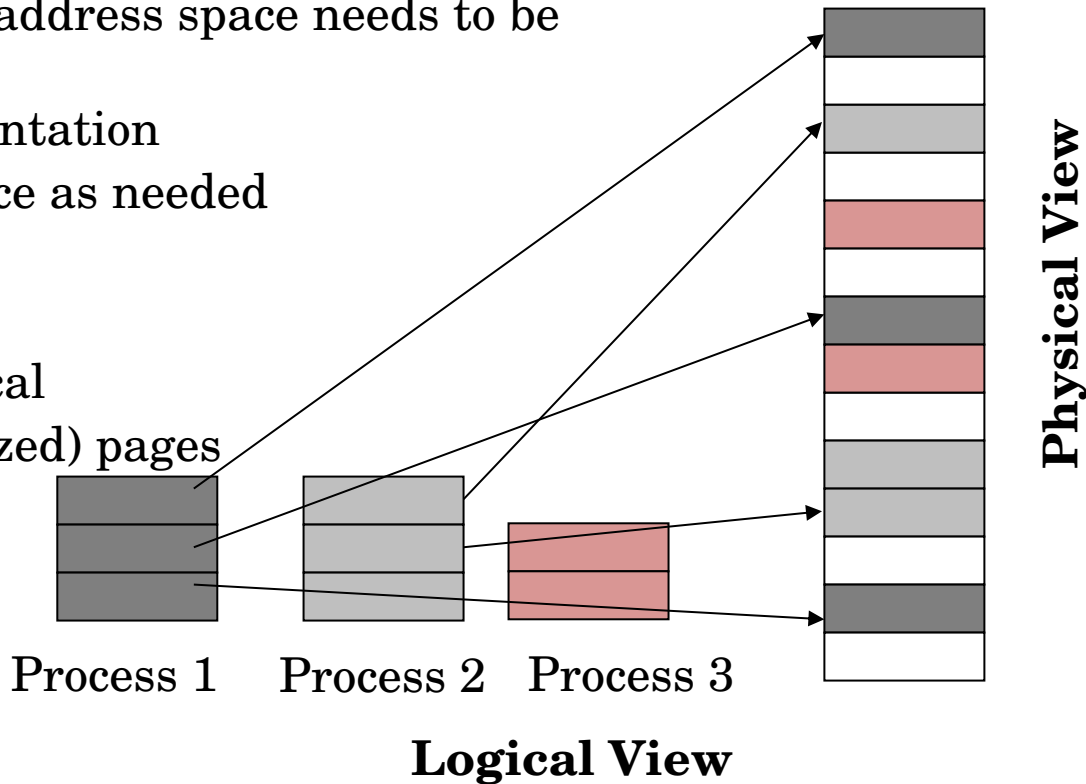 address space needs to be
ntation
ce as needed
cal
zed) pages
Process 1 Process 2 Process 3
Logical View
Physical View